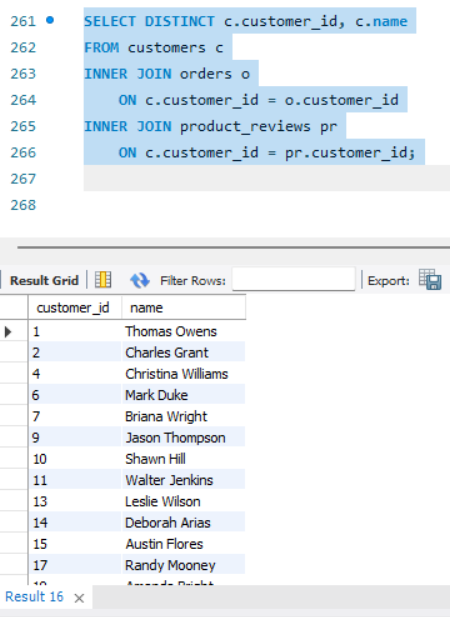 261 SELECT DISTINCT c.customer_id, c.name
262 FROM customers c
263 INNER JOIN orders o
264 ON c.customer_id = o.customer_id
265 INNER JOIN product_reviews pr
266 ON c.customer_id = pr.customer_id;
267
268
Result Grid Filter Rows: Export:
customer_id name
1 Thomas Owens
2 Charles Grant
4 Christina Williams
6 Mark Duke
7 Briana Wright
9 Jason Thompson
10 Shawn Hill
11 Walter Jenkins
13 Leslie Wilson
14 Deborah Arias
15 Austin Flores
17 Randy Mooney
Result 16